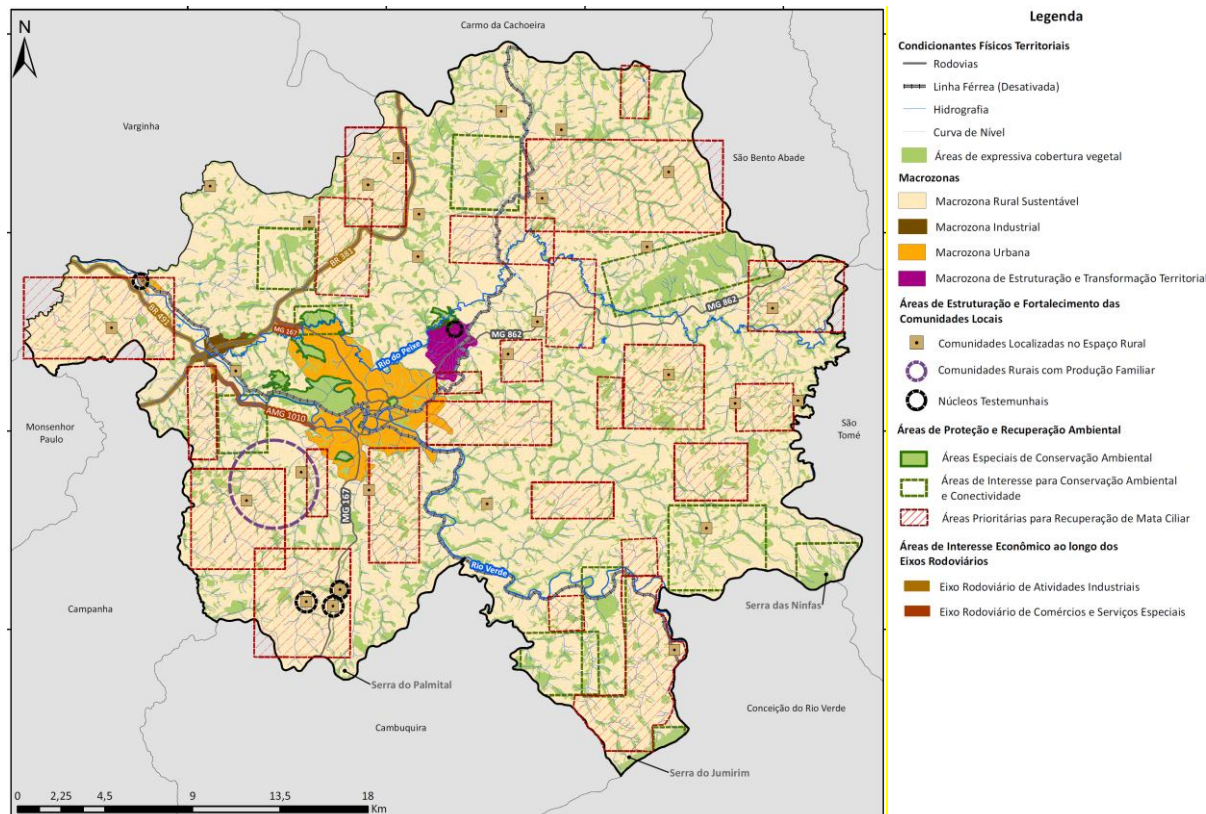 Carmo da Cachoeira
N
Varginha
São Bento Abade
BR 381
BR 491
MG 167
MG 862
MG 862
Rio do Peixe
AMG 1010
Monsenhor
Paulo
São
Tomé
MG 167
Rio Verde
Campanha
Serra das Ninfas
Serra do Palmital
Conceição do Rio Verde
Cambuquira
Serra do Jumirim
0 2,25 4,5 9 13,5 18
Km
Legenda
Condicionantes Físicos Territoriais
Rodovias
Linha Férrea (Desativada)
Hidrografia
Curva de Nível
Áreas de expressiva cobertura vegetal
Macrozonas
Macrozona Rural Sustentável
Macrozona Industrial
Macrozona Urbana
Macrozona de Estruturação e Transformação Territorial
Áreas de Estruturação e Fortalecimento das
Comunidades Locais
Comunidades Localizadas no Espaço Rural
Comunidades Rurais com Produção Familiar
Núcleos Testemunhais
Áreas de Proteção e Recuperação Ambiental
Áreas Especiais de Conservação Ambiental
Áreas de Interesse para Conservação Ambiental
e Conectividade
Áreas Prioritárias para Recuperação de Mata Ciliar
Áreas de Interesse Econômico ao longo dos
Eixos Rodoviários
Eixo Rodoviário de Atividades Industriais
Eixo Rodoviário de Comércios e Serviços Especiais